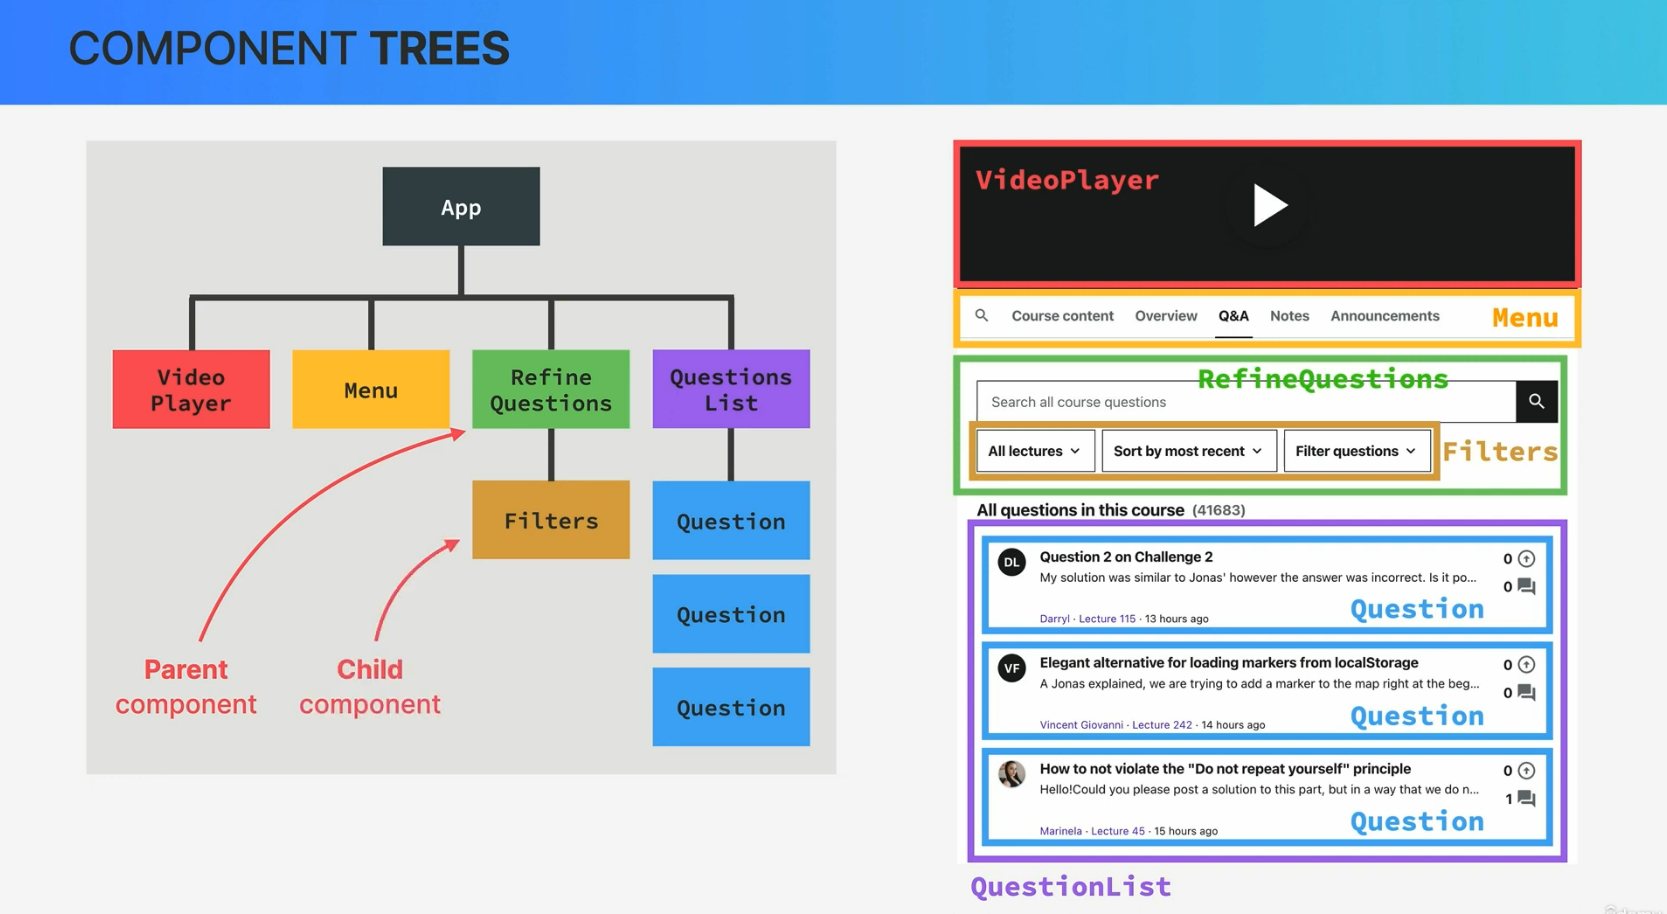 COMPONENT TREES
App
Video
Player
Menu
Refine
Questions
Questions
List
Filters
Question
Question
Question
Parent
component
Child
component
VideoPlayer
Course content Overview Q&A Notes Announcements Menu
RefineQuestions
Search all course questions
All lectures Sort by most recent Filter questions Filters
All questions in this course (41683)
DL Question 2 on Challenge 2 0
My solution was similar to Jonas' however the answer was incorrect. Is it po... 0
Question
Darryl · Lecture 115 · 13 hours ago
VF Elegant alternative for loading markers from localStorage 0
A Jonas explained, we are trying to add a marker to the map right at the beg... 0
Question
Vincent Giovanni · Lecture 242 · 14 hours ago
How to not violate the "Do not repeat yourself" principle 0
Hello!Could you please post a solution to this part, but in a way that we do n... 1
Question
Marinela · Lecture 45 · 15 hours ago
QuestionList